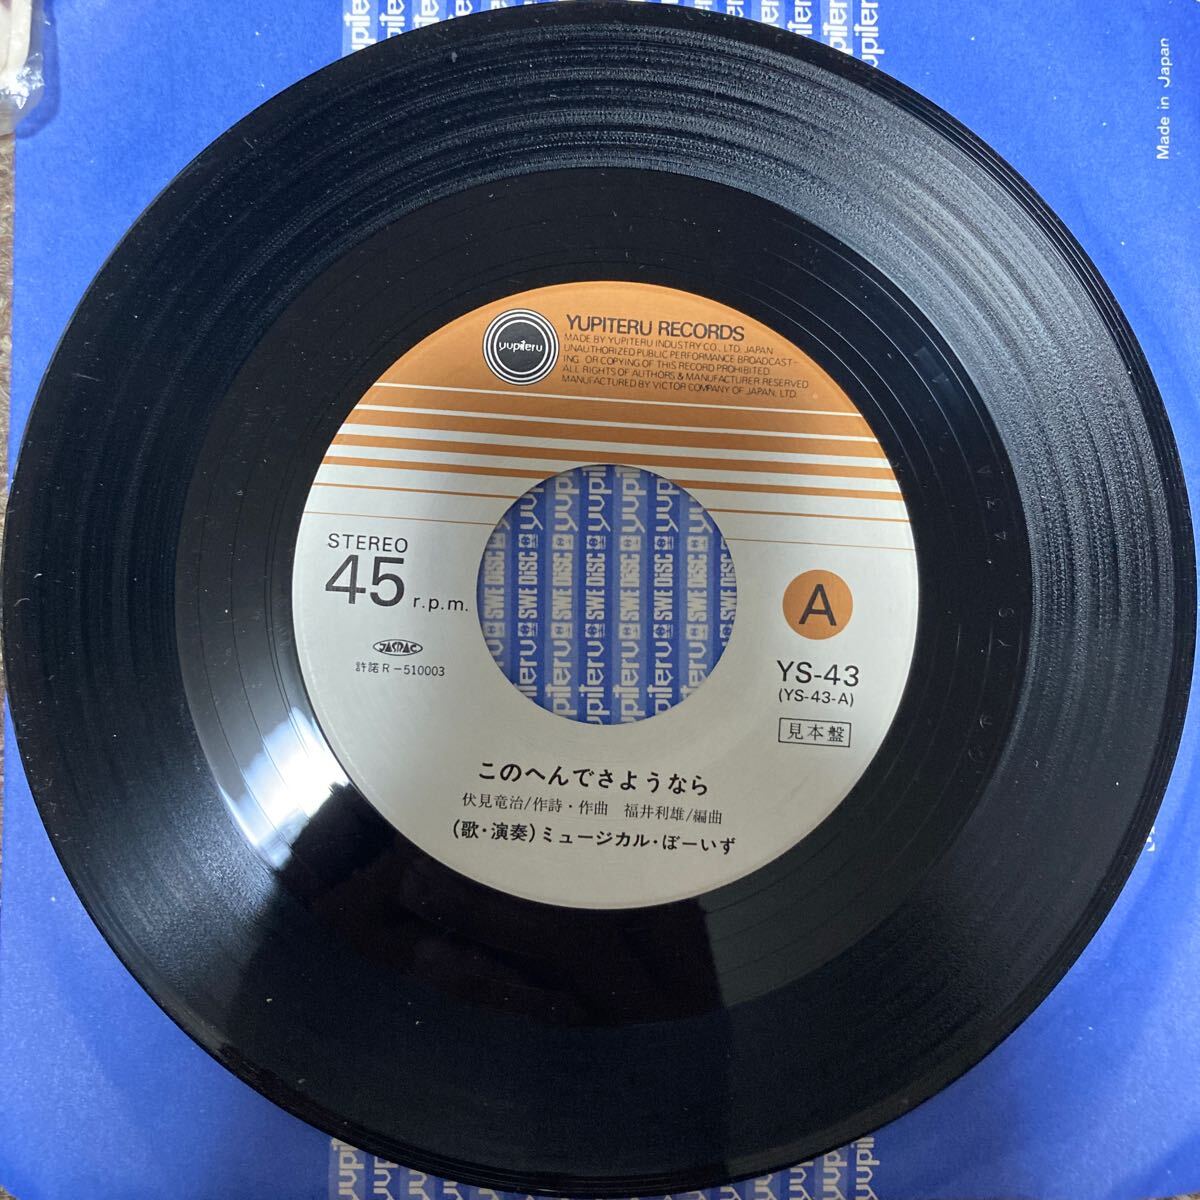 Made in Japan
yupiteru
YUPITERU RECORDS
MADE BY YUPITERU INDUSTRY CO., LTD. JAPAN
UNAUTHORIZED PUBLIC PERFORMANCE BROADCAST-
ING OR COPYING OF THIS RECORD PROHIBITED.
ALL RIGHTS OF AUTHORS & MANUFACTURER RESERVED
MANUFACTURED BY VICTOR COMPANY OF JAPAN, LTD.
STEREO
45 r.p.m.
JASRAC
許諾R-510003
A
YS-43
(YS-43-A)
見本盤
SWE DiSC yupiteru
このへんでさようなら
伏見竜治/作詩・作曲 福井利雄/編曲
(歌・演奏)ミュージカル・ぼーいず